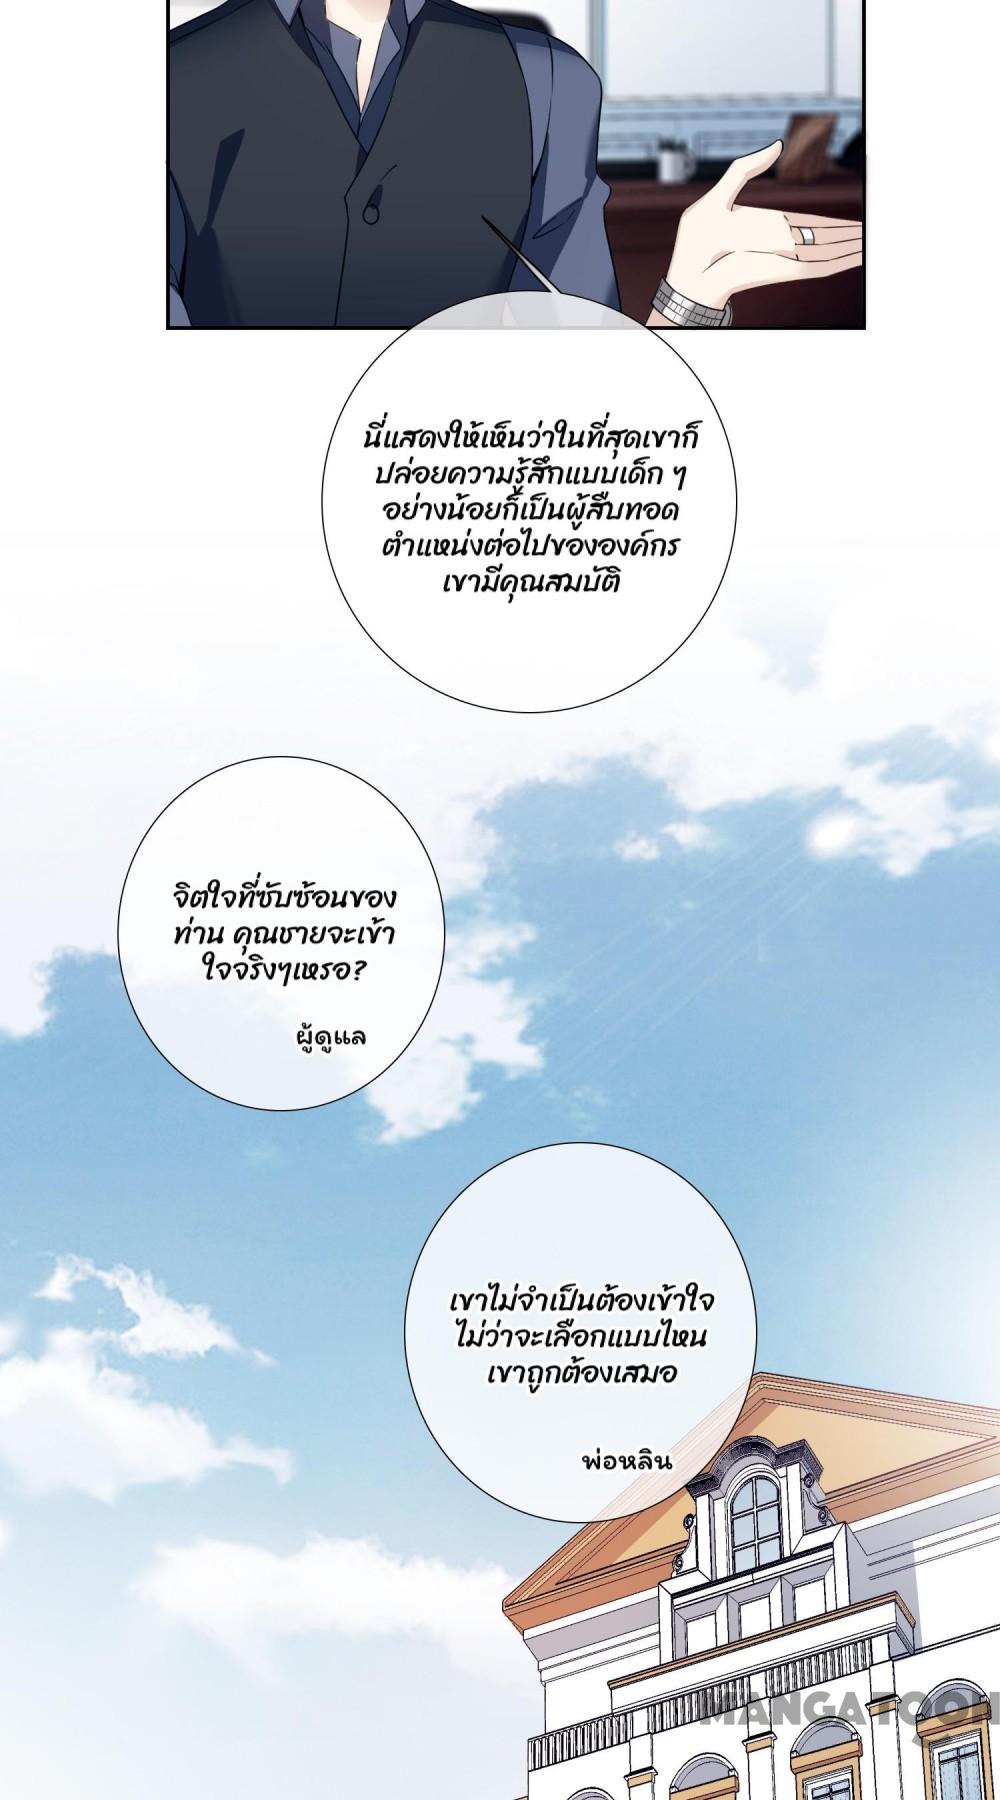 นี่แสดงให้เห็นว่าในที่สุดเขาก็
ปล่อยความรู้สึกแบบเด็ก ๆ
อย่างน้อยก็เป็นผู้สืบทอด
ตำแหน่งต่อไปขององค์กร
เขามีคุณสมบัติ
จิตใจที่ซับซ้อนของ
ท่าน คุณชายจะเข้า
ใจจริงๆเหรอ?
ผู้ดูแล
เขาไม่จำเป็นต้องเข้าใจ
ไม่ว่าจะเลือกแบบไหน
เขาถูกต้องเสมอ
พ่อหลิน
MANGATOON